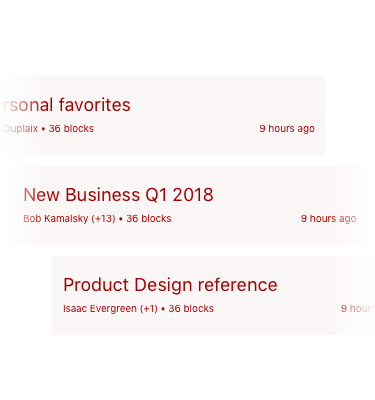 rsonal favorites
Duplaix • 36 blocks 9 hours ago
New Business Q1 2018
Bob Kamalsky (+13) • 36 blocks 9 hours ago
Product Design reference
Isaac Evergreen (+1) • 36 blocks 9 hour